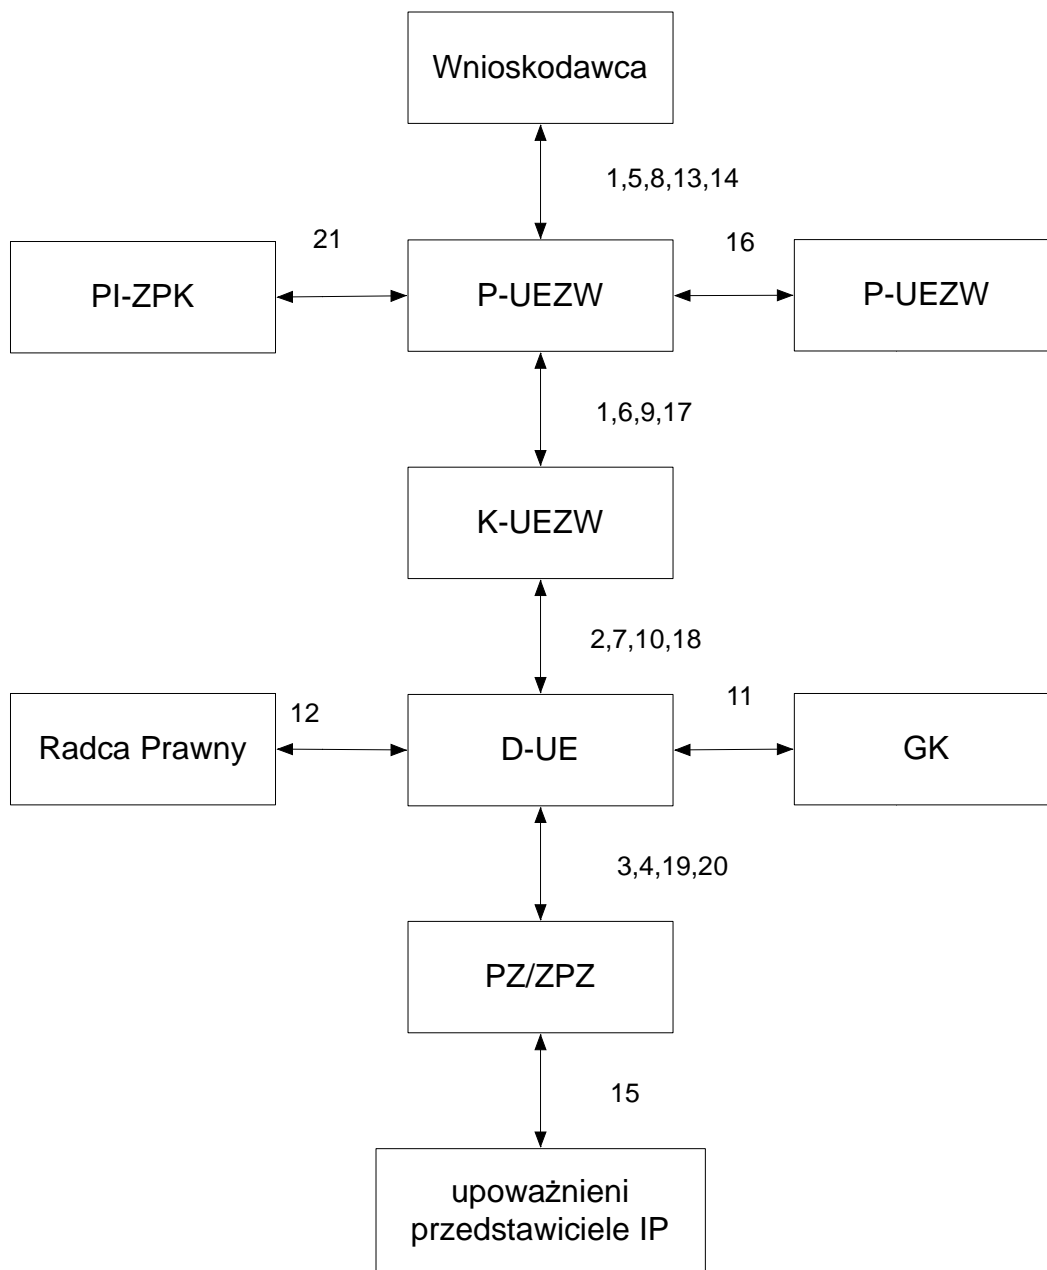 Wnioskodawca
1,5,8,13,14
21
16
PI-ZPK
P-UEZW
P-UEZW
1,6,9,17
K-UEZW
2,7,10,18
12
11
Radca Prawny
D-UE
GK
3,4,19,20
PZ/ZPZ
15
upoważnieni
przedstawiciele IP